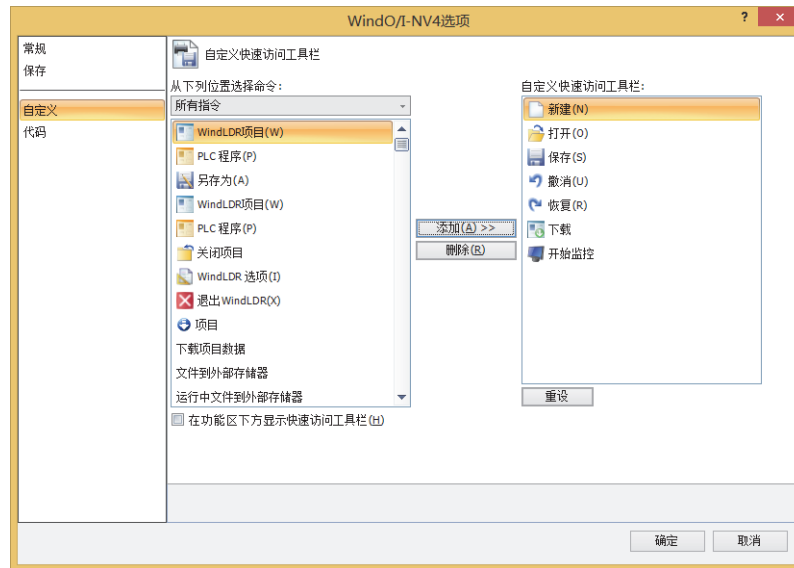 WindO/I-NV4选项
?
×
常规
保存
自定义
代码
自定义快速访问工具栏
从下列位置选择命令:
所有指令
WindLDR项目(W)
PLC 程序(P)
另存为(A)
WindLDR项目(W)
PLC 程序(P)
关闭项目
WindLDR 选项(I)
退出WindLDR(X)
项目
下载项目数据
文件到外部存储器
运行中文件到外部存储器
在功能区下方显示快速访问工具栏(H)
添加(A) >>
删除(R)
自定义快速访问工具栏:
新建(N)
打开(O)
保存(S)
撤消(U)
恢复(R)
下载
开始监控
重设
确定
取消